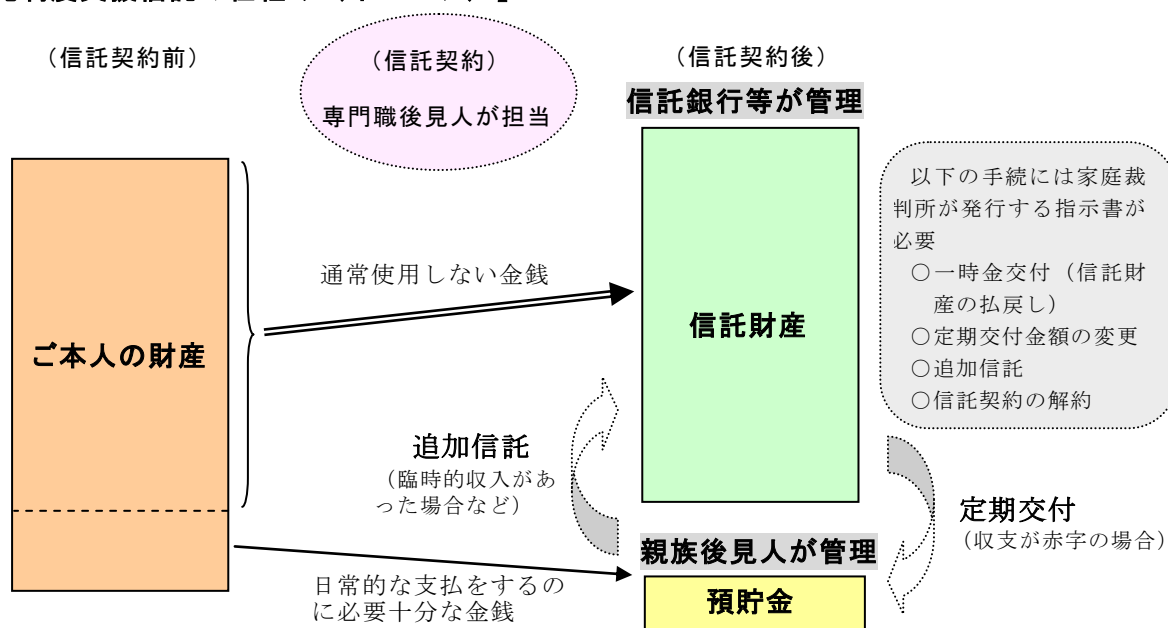 （信託契約前）
（信託契約）
専門職後見人が担当
（信託契約後）
信託銀行等が管理
ご本人の財産
通常使用しない金銭
信託財産
以下の手続には家庭裁
判所が発行する指示書が
必要
○一時金交付（信託財
産の払戻し）
○定期交付金額の変更
○追加信託
○信託契約の解約
追加信託
（臨時的収入があ
った場合など）
定期交付
（収支が赤字の場合）
親族後見人が管理
日常的な支払をするの
に必要十分な金銭
預貯金